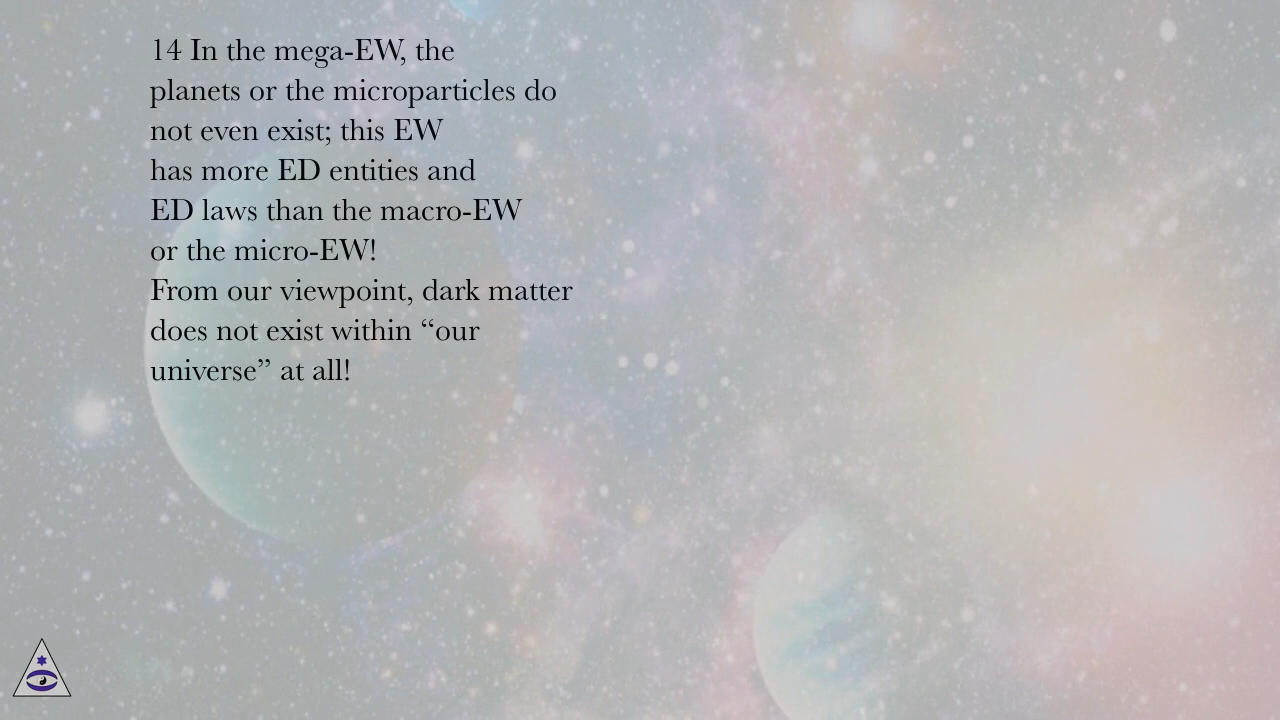 14 In the mega-EW, the
planets or the microparticles do
not even exist; this EW
has more ED entities and
ED laws than the macro-EW
or the micro-EW!
From our viewpoint, dark matter
does not exist within “our
universe” at all!